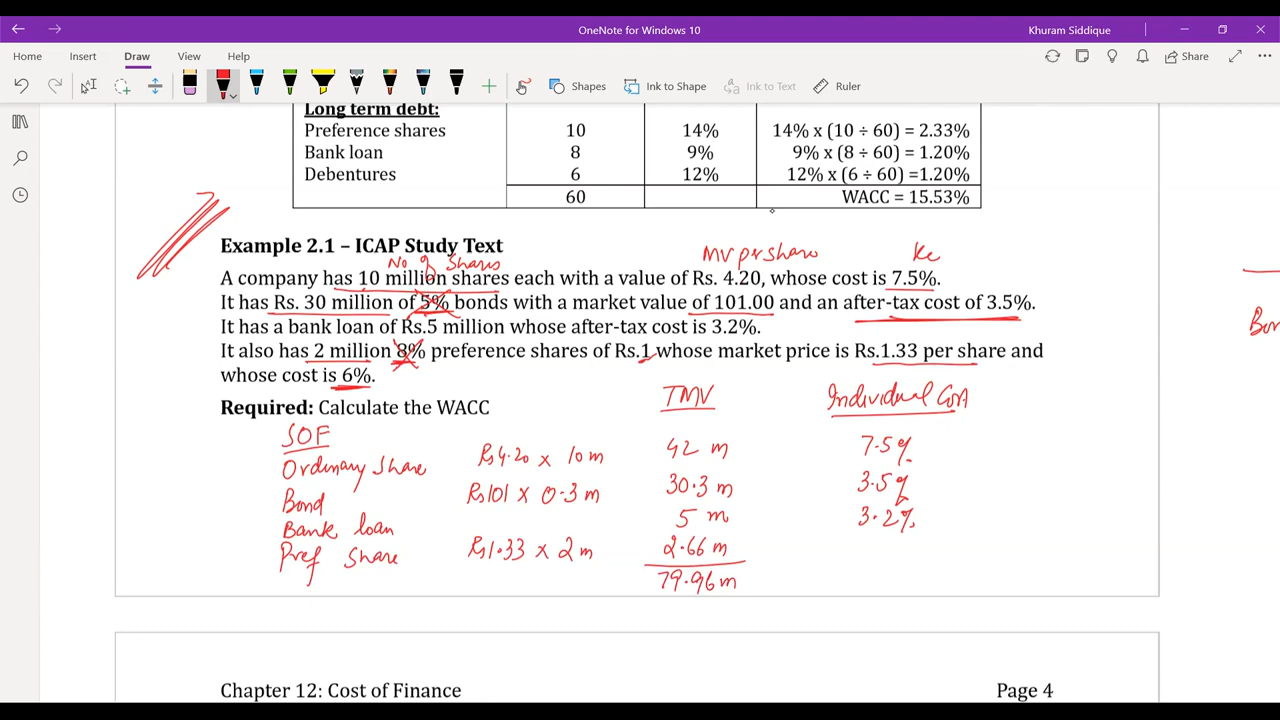 OneNote for Windows 10
Khuram Siddique
Home Insert Draw View Help
Share
Shapes
Ink to Shape
Ink to Text
Ruler
Long term debt:
Preference shares 10 14% 14% x (10 ÷ 60) = 2.33%
Bank loan 8 9% 9% x (8 ÷ 60) = 1.20%
Debentures 6 12% 12% x (6 ÷ 60) =1.20%
60 WACC = 15.53%
Example 2.1 – ICAP Study Text
No of Shares MV per share Ke
A company has 10 million shares each with a value of Rs. 4.20, whose cost is 7.5%.
It has Rs. 30 million of 5% bonds with a market value of 101.00 and an after-tax cost of 3.5%.
It has a bank loan of Rs.5 million whose after-tax cost is 3.2%.
It also has 2 million 8% preference shares of Rs.1 whose market price is Rs.1.33 per share and
whose cost is 6%.
Required: Calculate the WACC
TMV Individual Cost
SOF
Ordinary Share Rs4.20 x 10 m 42 m 7.5%
Bond Rs101 x 0.3 m 30.3 m 3.5%
Bank loan 5 m 3.2%
Pref Share Rs1.33 x 2 m 2.66 m
79.96 m
Chapter 12: Cost of Finance Page 4